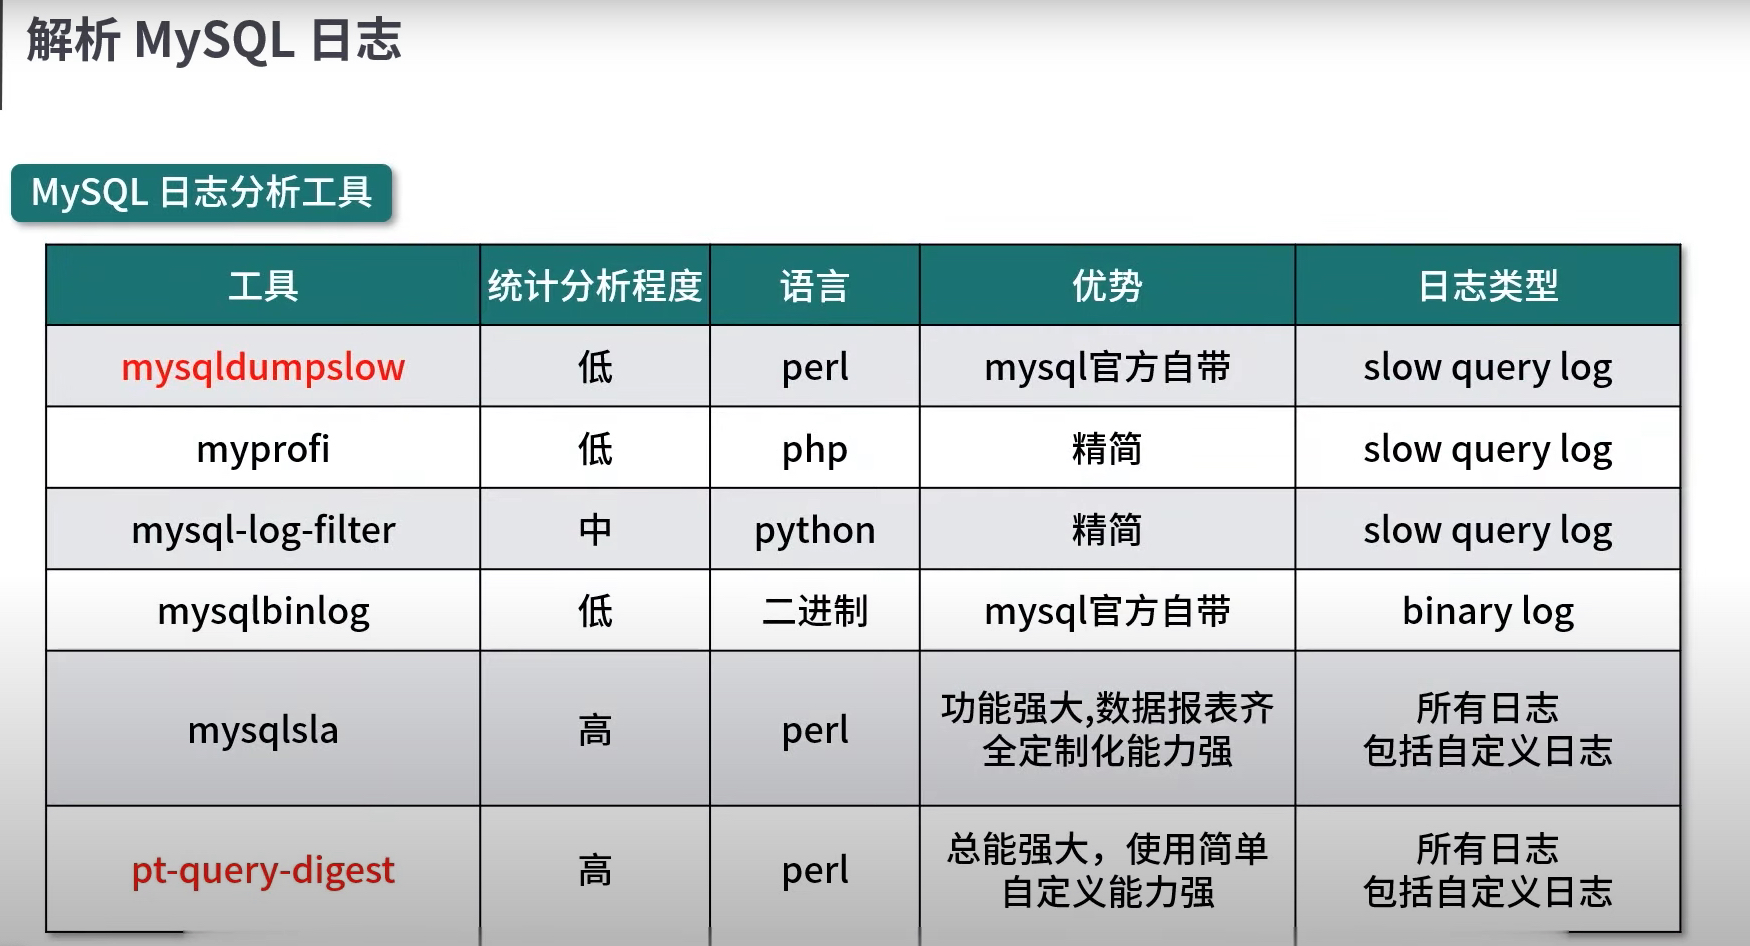 解析 MySQL 日志
MySQL 日志分析工具
工具 统计分析程度 语言 优势 日志类型
mysqldumpslow 低 perl mysql官方自带 slow query log
myprofi 低 php 精简 slow query log
mysql-log-filter 中 python 精简 slow query log
mysqlbinlog 低 二进制 mysql官方自带 binary log
mysqlsla 高 perl 功能强大,数据报表齐
全定制化能力强 所有日志
包括自定义日志
pt-query-digest 高 perl 总能强大，使用简单
自定义能力强 所有日志
包括自定义日志